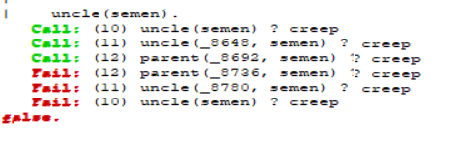 | uncle(semen).
Call: (10) uncle(semen) ? creep
Call: (11) uncle(_8648, semen) ? creep
Call: (12) parent(_8692, semen) ? creep
Fail: (12) parent(_8736, semen) ? creep
Fail: (11) uncle(_8780, semen) ? creep
Fail: (10) uncle(semen) ? creep
false.